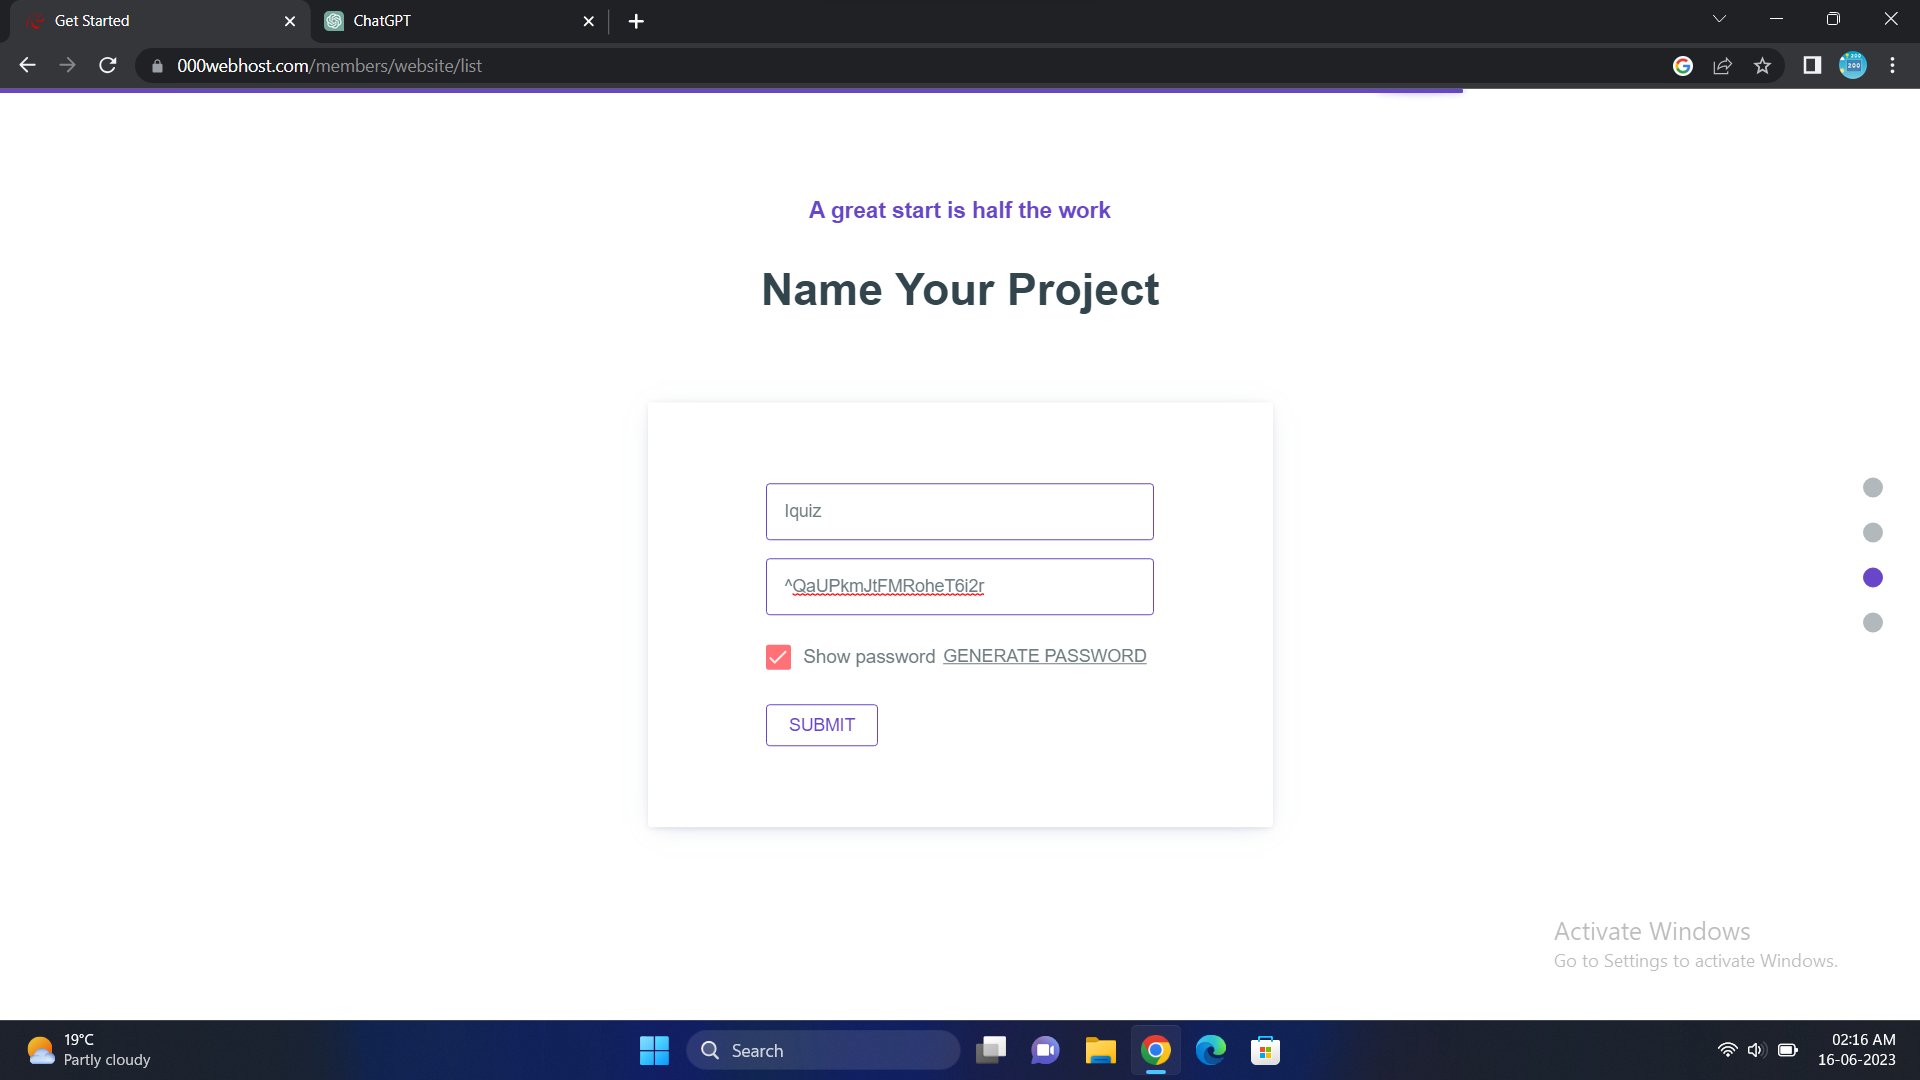 Get Started
ChatGPT
000webhost.com/members/website/list
A great start is half the work
Name Your Project
Iquiz
^QaUPkmJtFMRoheT6i2r
Show password GENERATE PASSWORD
SUBMIT
Activate Windows
Go to Settings to activate Windows.
19°C
Partly cloudy
Search
02:16 AM
16-06-2023